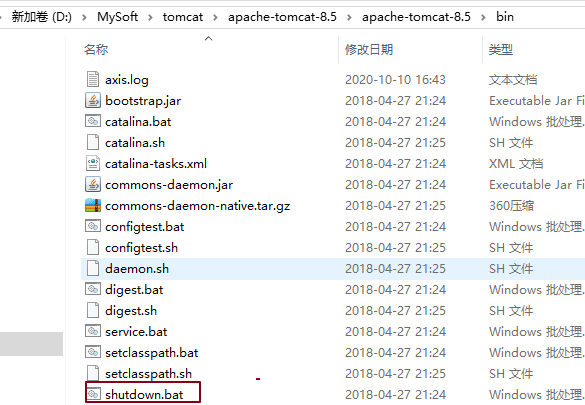 新加卷 (D:) > MySoft > tomcat > apache-tomcat-8.5 > apache-tomcat-8.5 > bin
名称 修改日期 类型
axis.log 2020-10-10 16:43 文本文档
bootstrap.jar 2018-04-27 21:24 Executable Jar Fi
catalina.bat 2018-04-27 21:24 Windows 批处理...
catalina.sh 2018-04-27 21:25 SH 文件
catalina-tasks.xml 2018-04-27 21:24 XML 文档
commons-daemon.jar 2018-04-27 21:24 Executable Jar Fi
commons-daemon-native.tar.gz 2018-04-27 21:25 360压缩
configtest.bat 2018-04-27 21:24 Windows 批处理...
configtest.sh 2018-04-27 21:25 SH 文件
daemon.sh 2018-04-27 21:25 SH 文件
digest.bat 2018-04-27 21:24 Windows 批处理...
digest.sh 2018-04-27 21:25 SH 文件
service.bat 2018-04-27 21:24 Windows 批处理...
setclasspath.bat 2018-04-27 21:24 Windows 批处理...
setclasspath.sh 2018-04-27 21:25 SH 文件
shutdown.bat 2018-04-27 21:24 Windows 批处理...